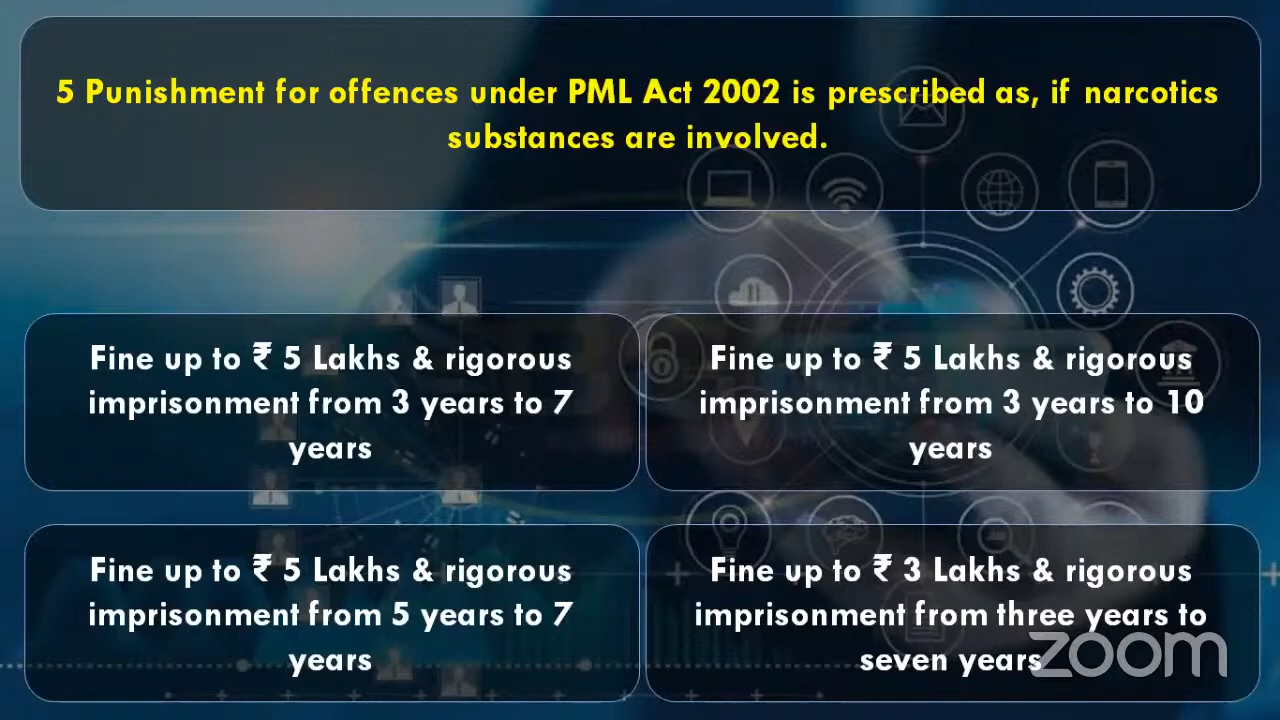 5 Punishment for offences under PML Act 2002 is prescribed as, if narcotics
substances are involved.
Fine up to ₹ 5 Lakhs & rigorous
imprisonment from 3 years to 7
years
Fine up to ₹ 5 Lakhs & rigorous
imprisonment from 3 years to 10
years
Fine up to ₹ 5 Lakhs & rigorous
imprisonment from 5 years to 7
years
Fine up to ₹ 3 Lakhs & rigorous
imprisonment from three years to
seven years
zoom